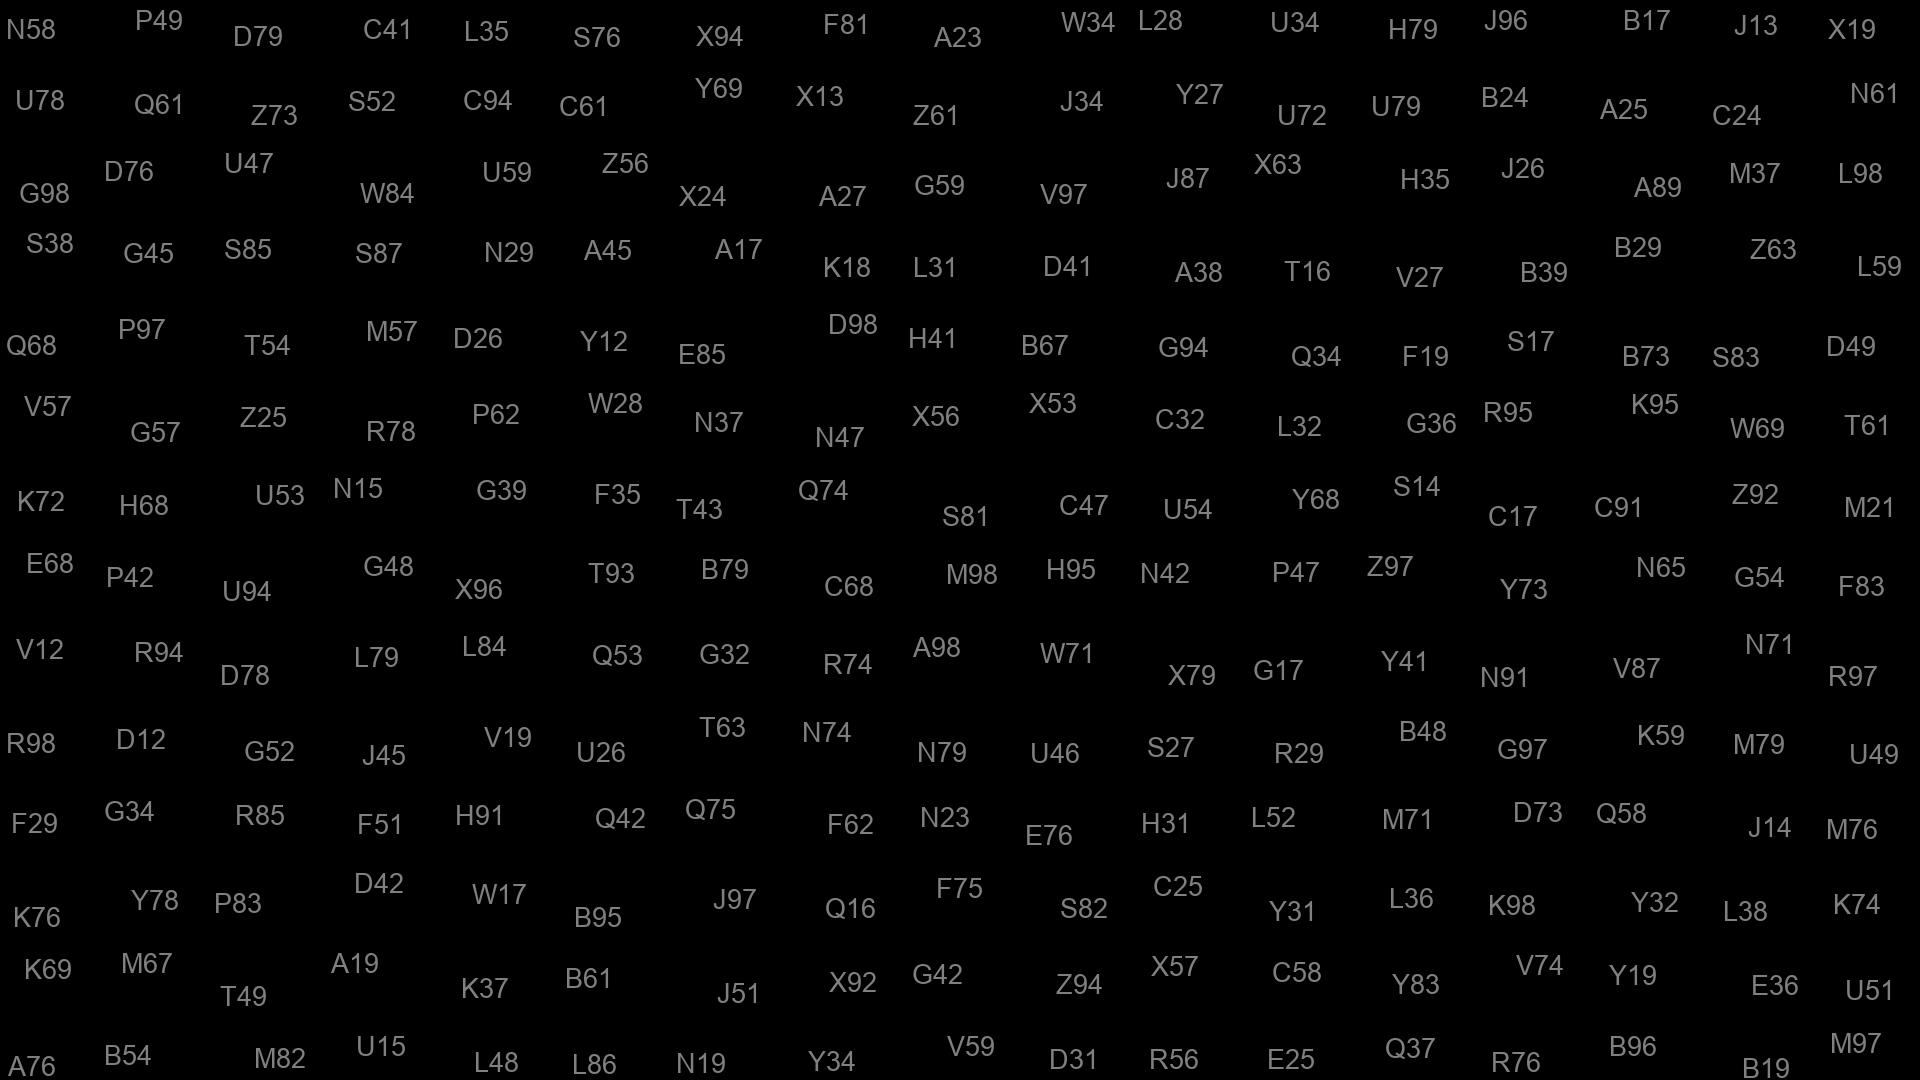 N58 P49 D79 C41 L35 S76 X94 F81 A23 W34 L28 U34 H79 J96 B17 J13 X19
U78 Q61 Z73 S52 C94 C61 Y69 X13 Z61 J34 Y27 U72 U79 B24 A25 C24 N61
G98 D76 U47 W84 U59 Z56 X24 A27 G59 V97 J87 X63 H35 J26 A89 M37 L98
S38 G45 S85 S87 N29 A45 A17 K18 L31 D41 A38 T16 V27 B39 B29 Z63 L59
Q68 P97 T54 M57 D26 Y12 E85 D98 H41 B67 G94 Q34 F19 S17 B73 S83 D49
V57 G57 Z25 R78 P62 W28 N37 N47 X56 X53 C32 L32 G36 R95 K95 W69 T61
K72 H68 U53 N15 G39 F35 T43 Q74 S81 C47 U54 Y68 S14 C17 C91 Z92 M21
E68 P42 U94 G48 X96 T93 B79 C68 M98 H95 N42 P47 Z97 Y73 N65 G54 F83
V12 R94 D78 L79 L84 Q53 G32 R74 A98 W71 X79 G17 Y41 N91 V87 N71 R97
R98 D12 G52 J45 V19 U26 T63 N74 N79 U46 S27 R29 B48 G97 K59 M79 U49
F29 G34 R85 F51 H91 Q42 Q75 F62 N23 E76 H31 L52 M71 D73 Q58 J14 M76
K76 Y78 P83 D42 W17 B95 J97 Q16 F75 S82 C25 Y31 L36 K98 Y32 L38 K74
K69 M67 T49 A19 K37 B61 J51 X92 G42 Z94 X57 C58 Y83 V74 Y19 E36 U51
A76 B54 M82 U15 L48 L86 N19 Y34 V59 D31 R56 E25 Q37 R76 B96 B19 M97